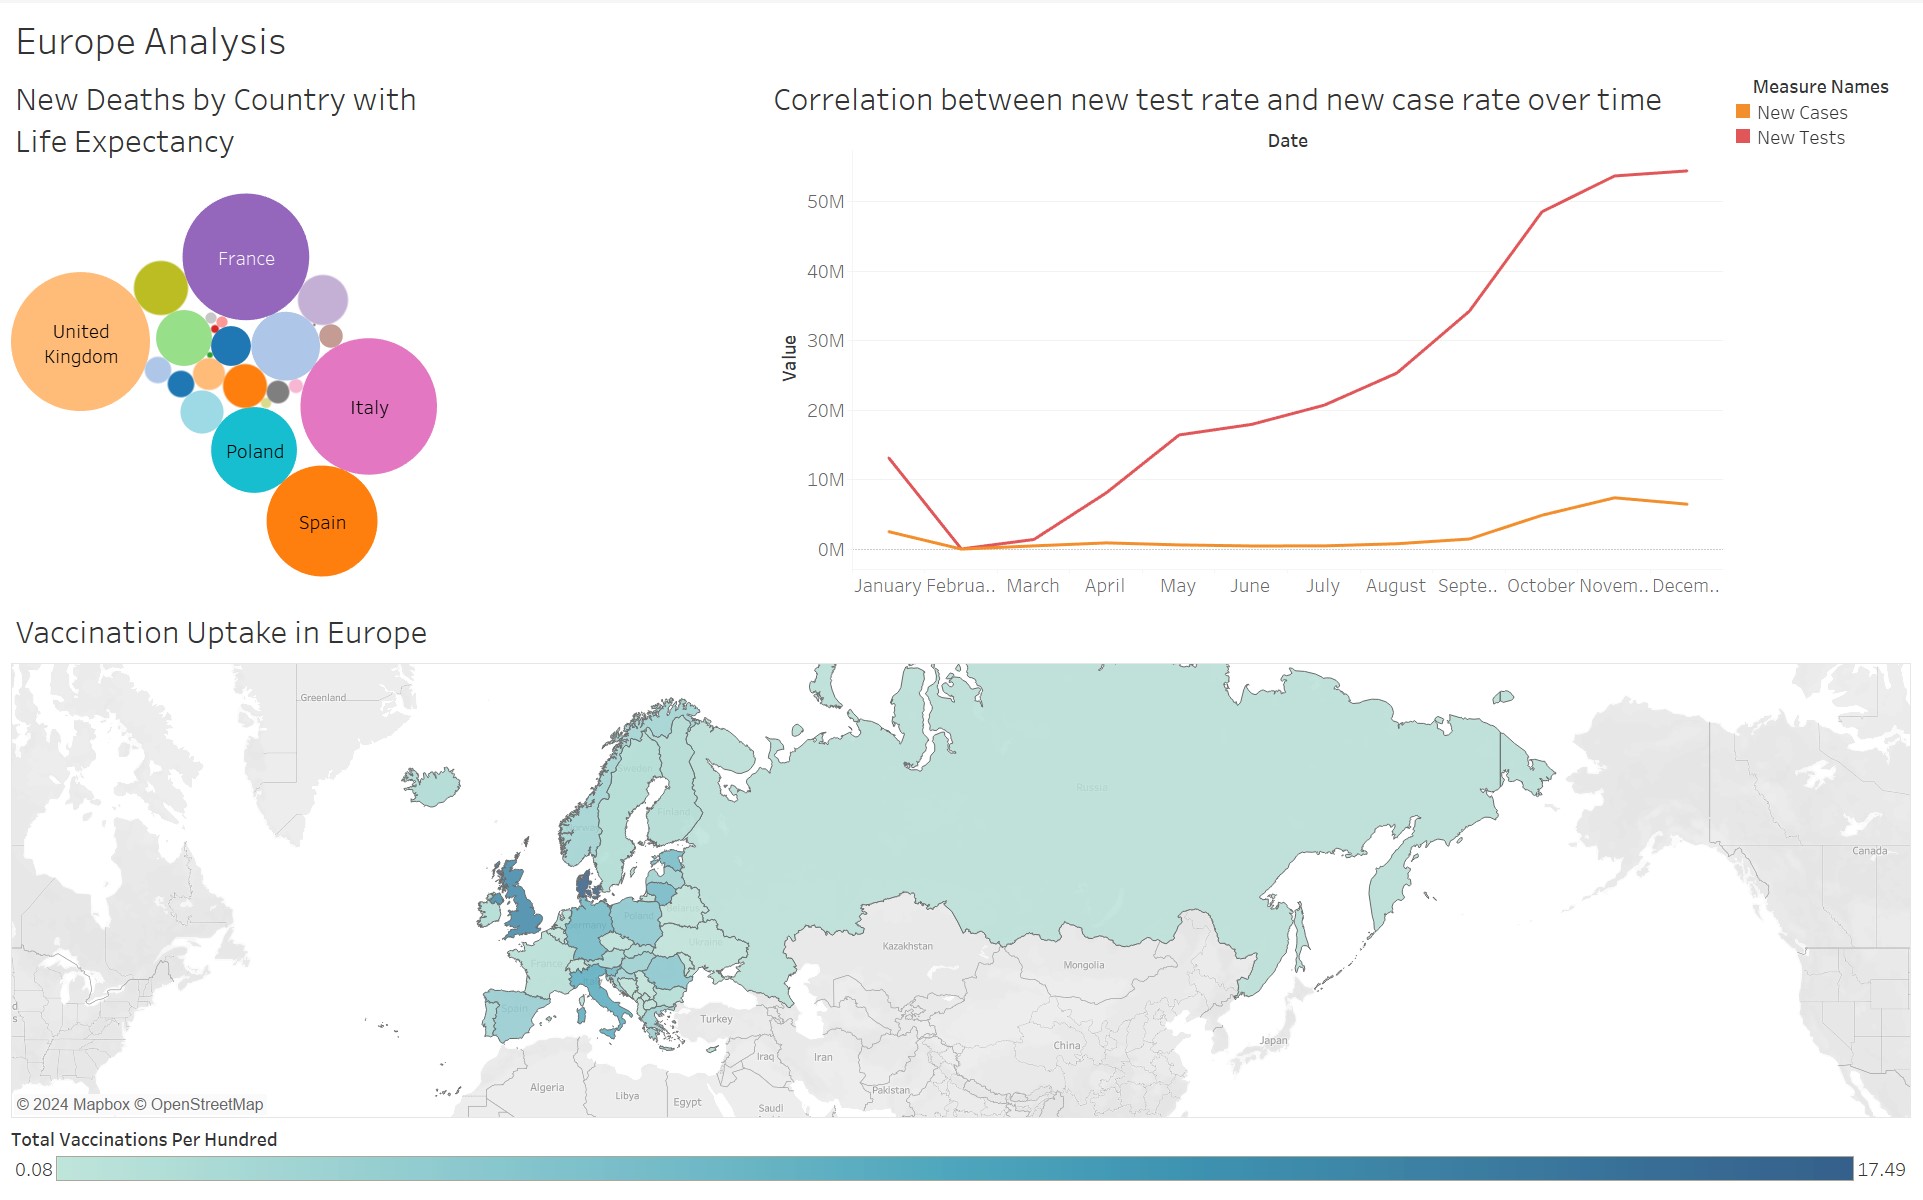 Europe Analysis
New Deaths by Country with
Life Expectancy
France
United
Kingdom
Italy
Poland
Spain
Correlation between new test rate and new case rate over time
Date
Value
50M
40M
30M
20M
10M
0M
January Februa.. March April May June July August Septe.. October Novem.. Decem..
Measure Names
New Cases
New Tests
Vaccination Uptake in Europe
Greenland
Sweden
Russia
Finland
Canada
Poland
Germany
Ukraine
Kazakhstan
France
Mongolia
Spain
Turkey
Japan
China
Iraq
Iran
Algeria
Libya
Pakistan
Egypt
Saudi
© 2024 Mapbox © OpenStreetMap
Total Vaccinations Per Hundred
0.08
17.49